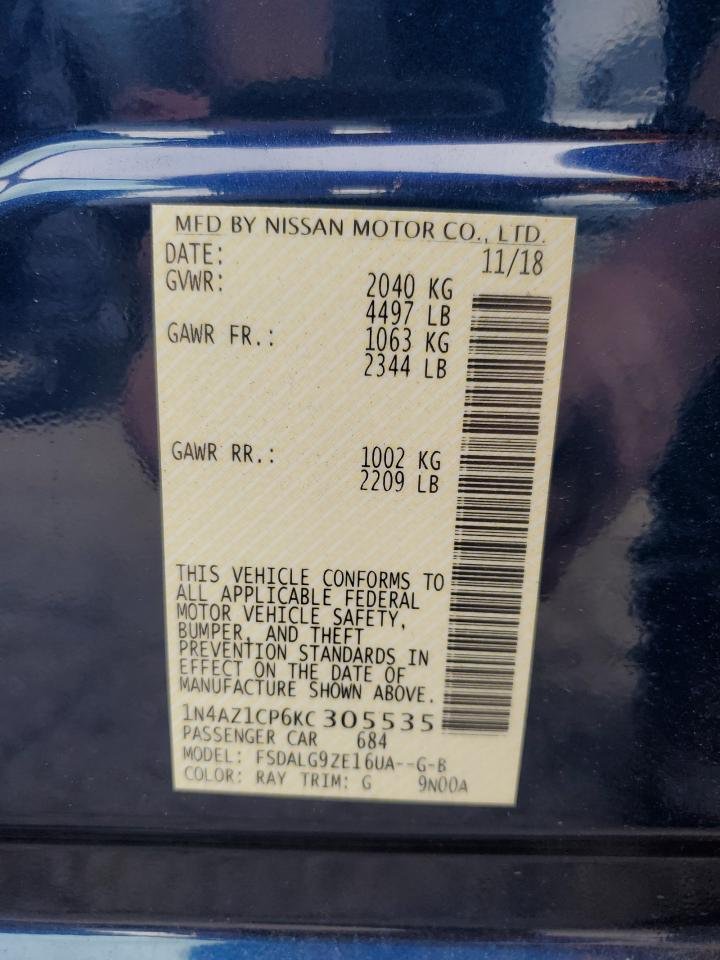 MFD BY NISSAN MOTOR CO., LTD.
DATE: 11/18
GVWR: 2040 KG
4497 LB
GAWR FR.: 1063 KG
2344 LB
GAWR RR.: 1002 KG
2209 LB
THIS VEHICLE CONFORMS TO
ALL APPLICABLE FEDERAL
MOTOR VEHICLE SAFETY,
BUMPER, AND THEFT
PREVENTION STANDARDS IN
EFFECT ON THE DATE OF
MANUFACTURE SHOWN ABOVE.
1N4AZ1CP6KC305535
PASSENGER CAR 684
MODEL: FSDALG9ZE16UA--G-B
COLOR: RAY TRIM: G 9N00A